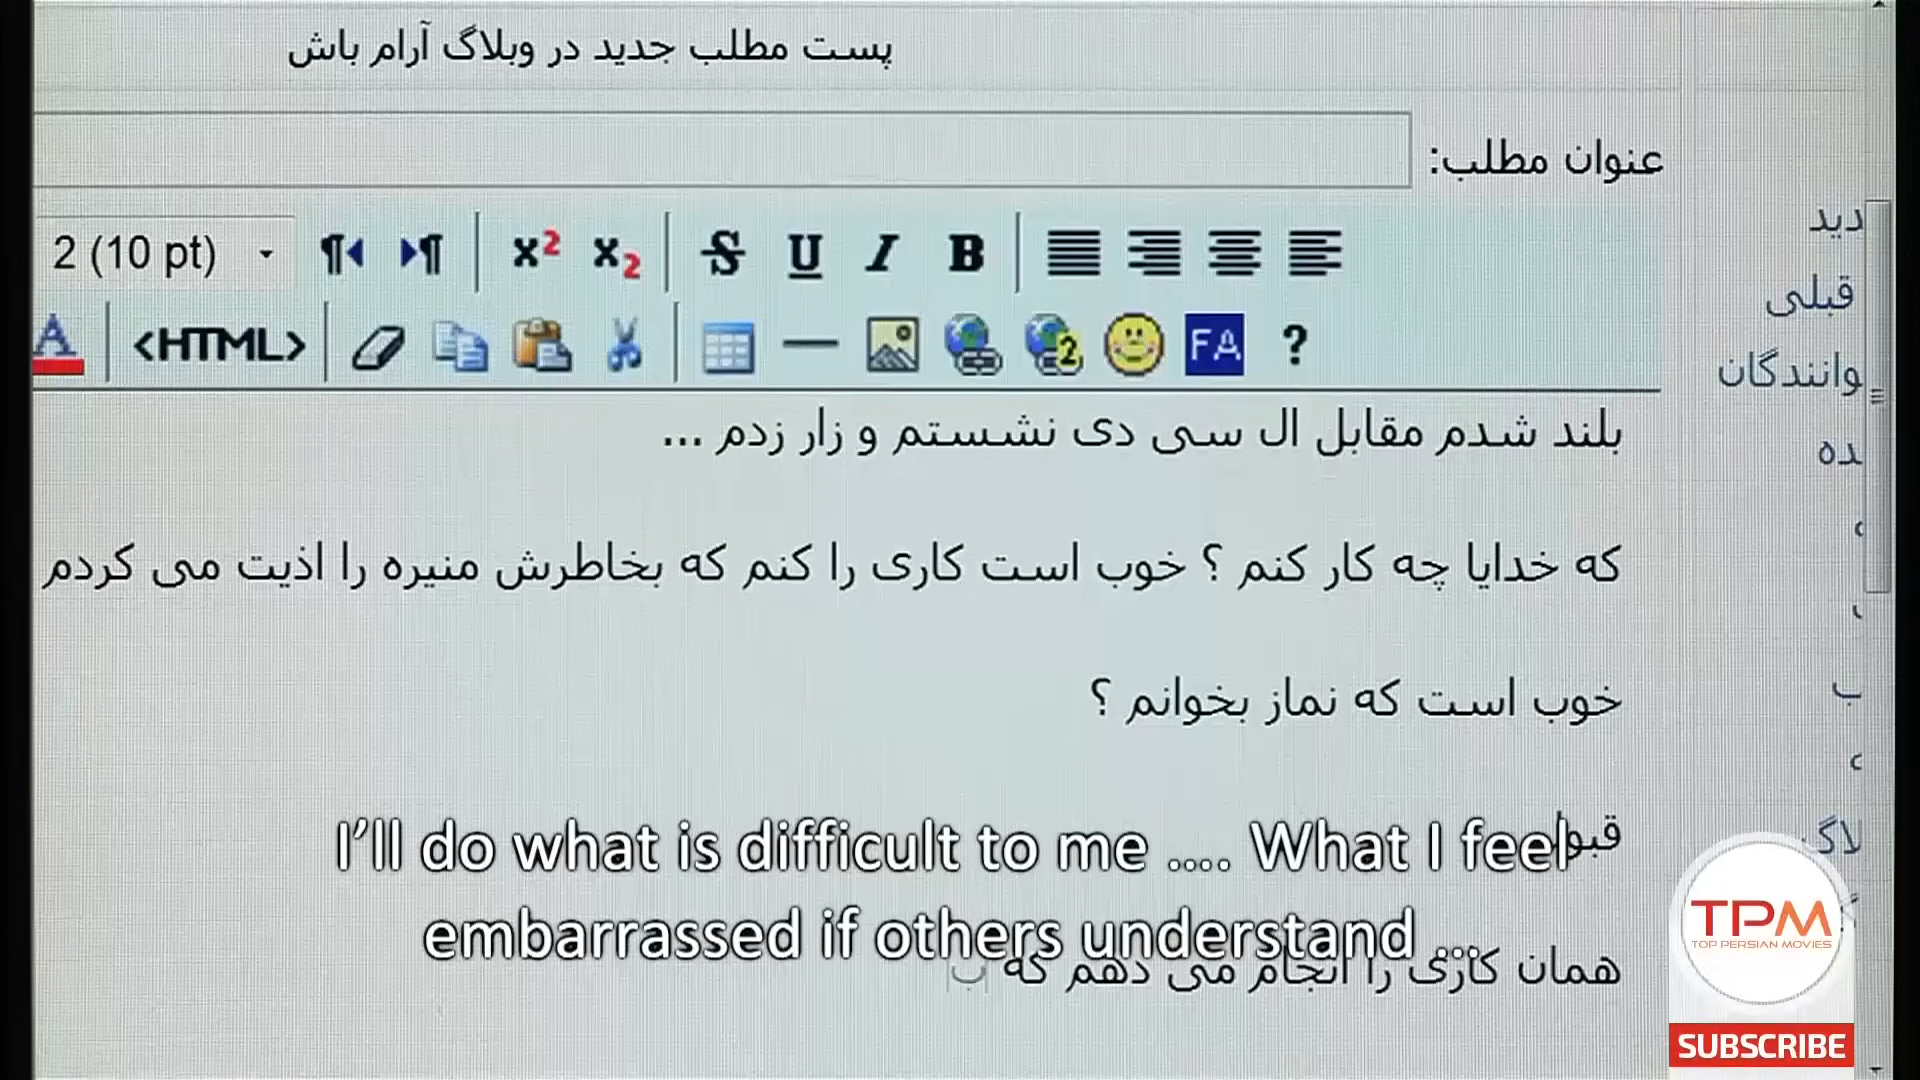 پست مطلب جدید در وبلاگ آرام باش
عنوان مطلب:
2 (10 pt)
x² x₂ S U I B
A <HTML> 2 FA ?
بلند شدم مقابل ال سی دی نشستم و زار زدم ...
که خدایا چه کار کنم ؟ خوب است کاری را کنم که بخاطرش منیره را اذیت می کردم
خوب است که نماز بخوانم ؟
همان کاری را انجام می دهم که ب
قبلی
I'll do what is difficult to me .... What I feel
embarrassed if others understand ....
TPM
TOP PERSIAN MOVIES
SUBSCRIBE